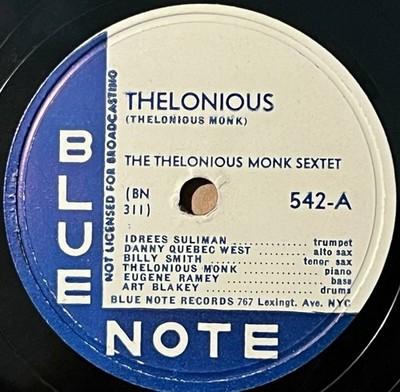 THELONIOUS
(THELONIOUS MONK)
THE THELONIOUS MONK SEXTET
(BN
311)
542-A
IDREES SULIMAN .............. trumpet
DANNY QUEBEC WEST .......... alto sax
BILLY SMITH .............. tenor sax
THELONIOUS MONK .............. piano
EUGENE RAMEY .............. bass
ART BLAKEY .............. drums
BLUE NOTE RECORDS 767 Lexingt. Ave. NYC
NOT LICENSED FOR BROADCASTING
BLUE
NOTE